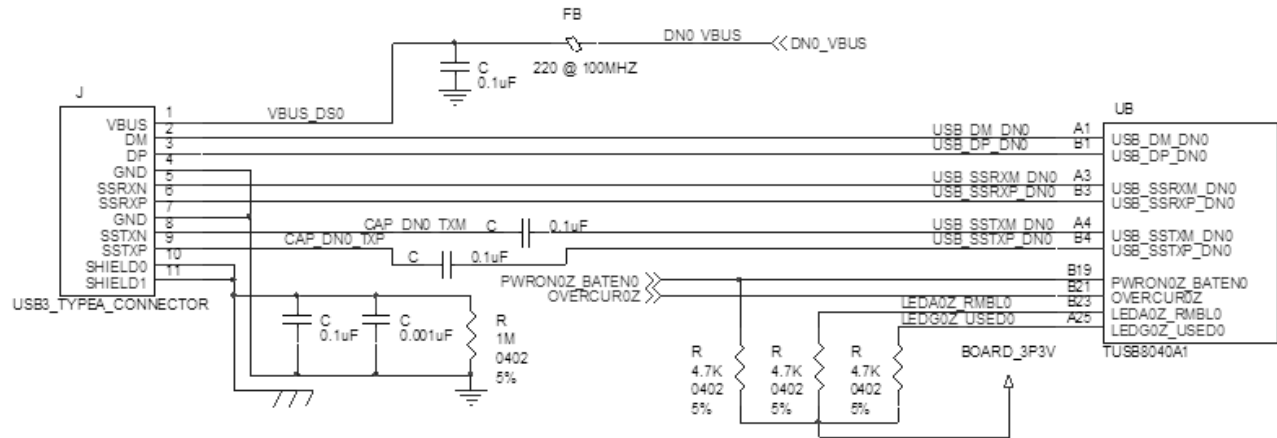 FB
DN0_VBUS
DN0_VBUS
C
0.1uF
220 @ 100MHZ
J
1
VBUS_DS0
VBUS
2
DM
3
DP
4
GND
5
SSRXN
6
SSRXP
7
GND
8
SSTXN
9
SSTXP
10
SHIELD0
11
SHIELD1
USB3_TYPEA_CONNECTOR
CAP_DN0_TXM
C
0.1uF
CAP_DN0_TXP
C
0.1uF
U8
USB_DM_DN0
A1
USB_DM_DN0
USB_DP_DN0
B1
USB_DP_DN0
USB_SSRXM_DN0
A3
USB_SSRXM_DN0
USB_SSRXP_DN0
B3
USB_SSRXP_DN0
USB_SSTXM_DN0
A4
USB_SSTXM_DN0
USB_SSTXP_DN0
B4
USB_SSTXP_DN0
PWRON0Z_BATEN0
B19
PWRON0Z_BATEN0
OVERCUR0Z
B21
OVERCUR0Z
LEDA0Z_RMBL0
B23
LEDA0Z_RMBL0
LEDG0Z_USED0
A25
LEDG0Z_USED0
TUSB8040A1
C
0.1uF
C
0.001uF
R
1M
0402
5%
R
4.7K
0402
5%
R
4.7K
0402
5%
R
4.7K
0402
5%
BOARD_3P3V